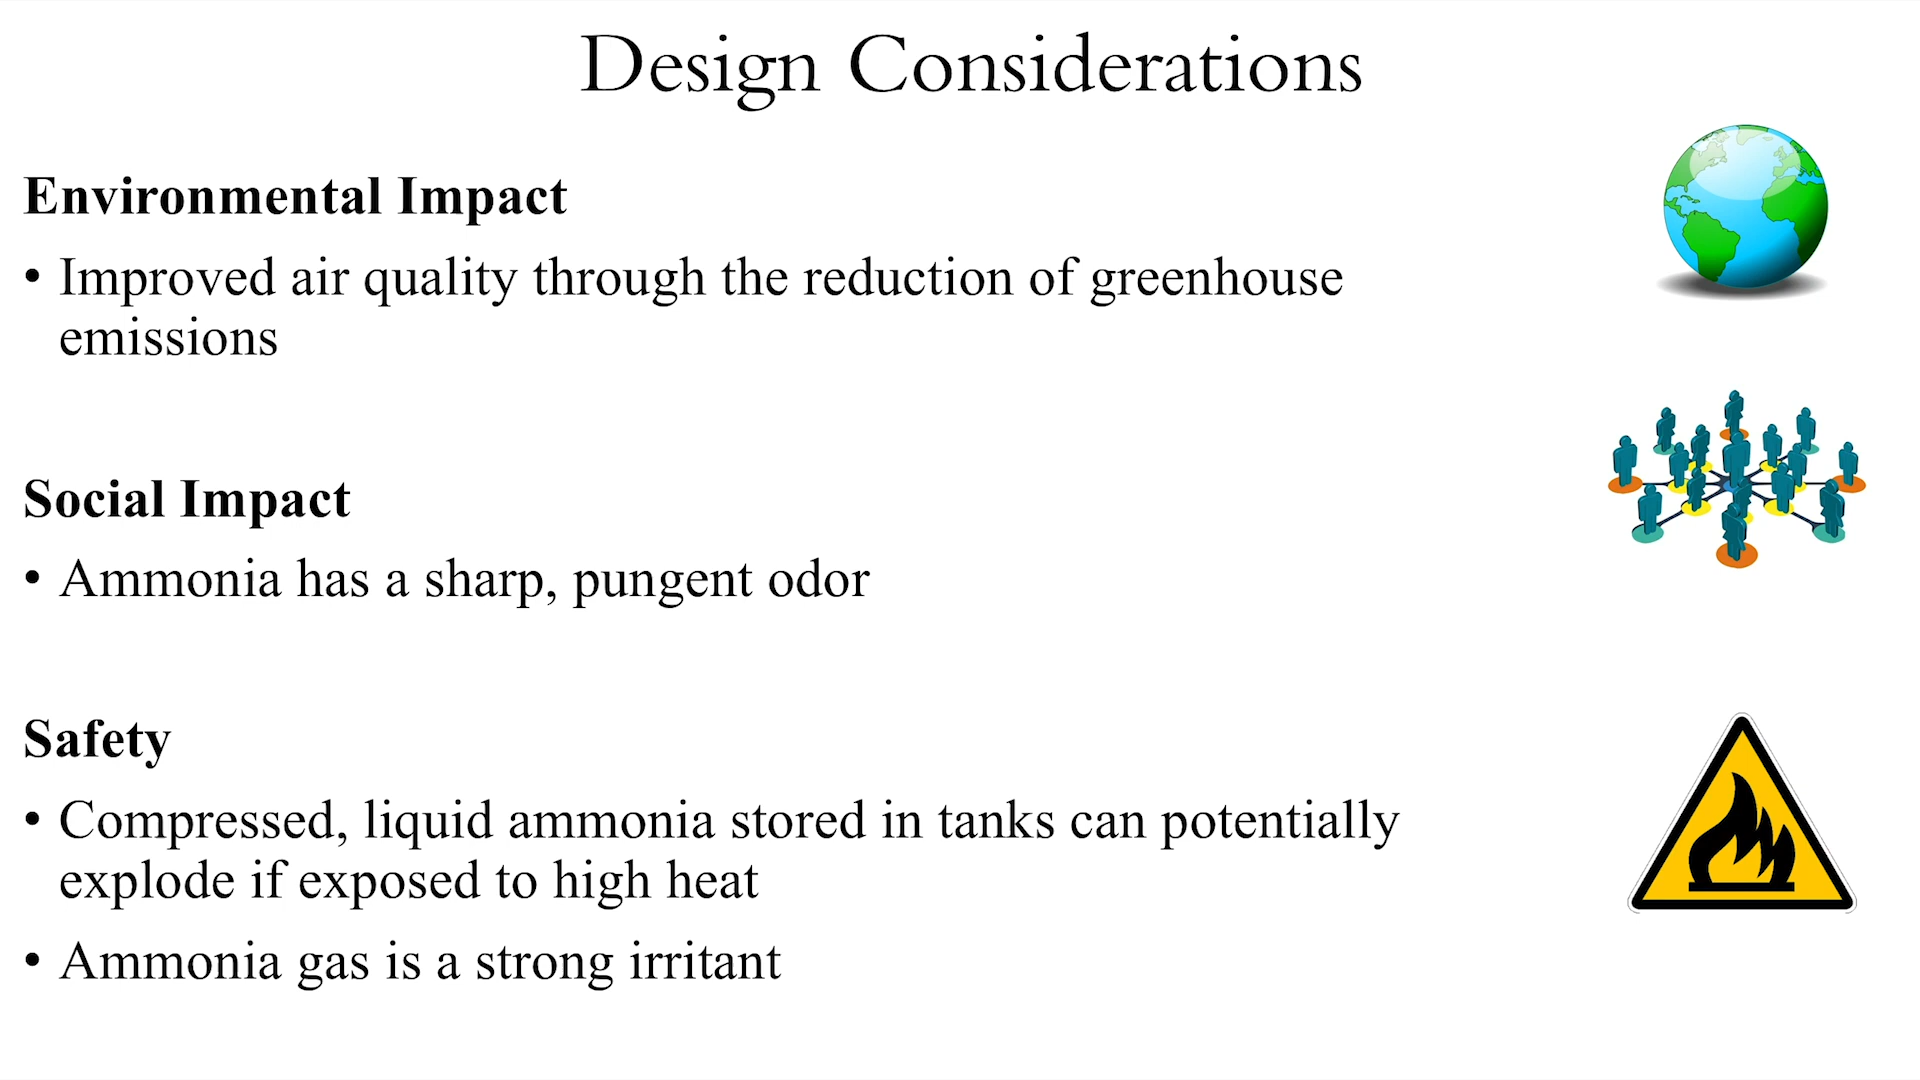 Design Considerations
Environmental Impact
• Improved air quality through the reduction of greenhouse
emissions
Social Impact
• Ammonia has a sharp, pungent odor
Safety
• Compressed, liquid ammonia stored in tanks can potentially
explode if exposed to high heat
• Ammonia gas is a strong irritant